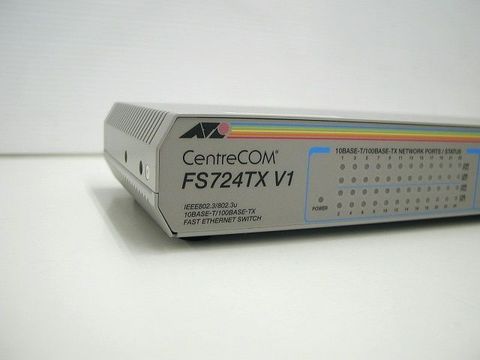 CentreCOM®
FS724TX V1
IEEE802.3/802.3u
10BASE-T/100BASE-TX
FAST ETHERNET SWITCH
10BASE-T/100BASE-TX NETWORK PORTS / STATUS
POWER